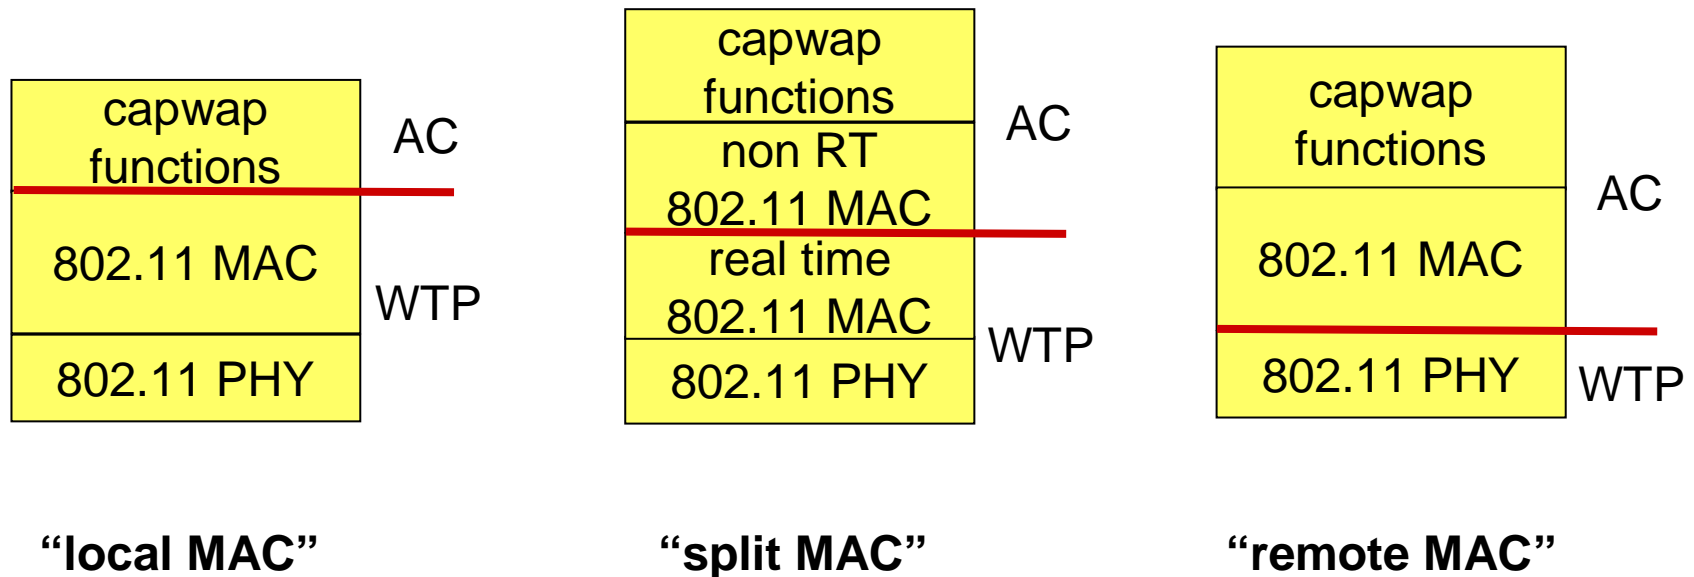 capwap
functions
AC
802.11 MAC
WTP
802.11 PHY
“local MAC”
capwap
functions
AC
non RT
802.11 MAC
real time
802.11 MAC
WTP
802.11 PHY
“split MAC”
capwap
functions
AC
802.11 MAC
802.11 PHY
WTP
“remote MAC”